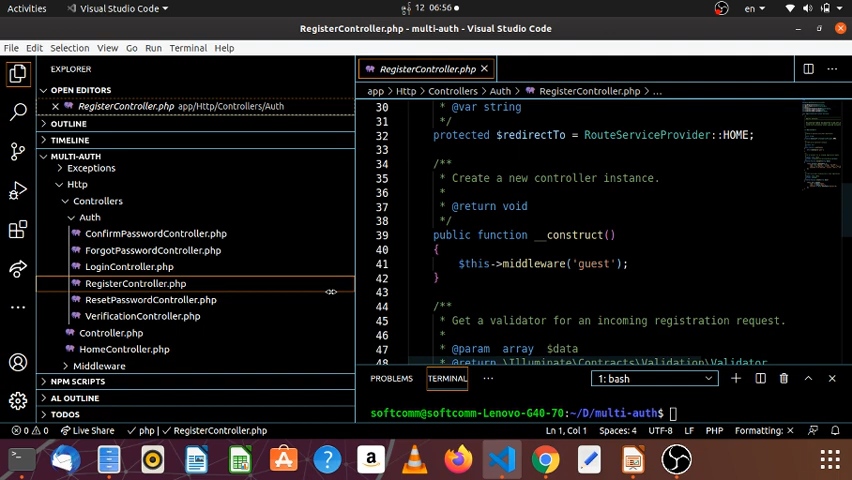 Activities Visual Studio Code 12 06:56 en
RegisterController.php - multi-auth - Visual Studio Code
File Edit Selection View Go Run Terminal Help
EXPLORER
OPEN EDITORS
RegisterController.php app/Http/Controllers/Auth
OUTLINE
TIMELINE
MULTI-AUTH
Exceptions
Http
Controllers
Auth
ConfirmPasswordController.php
ForgotPasswordController.php
LoginController.php
RegisterController.php
ResetPasswordController.php
VerificationController.php
Controller.php
HomeController.php
Middleware
NPM SCRIPTS
AL OUTLINE
TODOS
RegisterController.php
app > Http > Controllers > Auth > RegisterController.php > ...
30 * @var string
31 */
32 protected $redirectTo = RouteServiceProvider::HOME;
33
34 /**
35 * Create a new controller instance.
36 *
37 * @return void
38 */
39 public function __construct()
40 {
41 $this->middleware('guest');
42 }
43
44 /**
45 * Get a validator for an incoming registration request.
46 *
47 * @param array $data
48 * @return \Illuminate\Contracts\Validation\Validator
PROBLEMS TERMINAL ... 1: bash
softcomm@softcomm-Lenovo-G40-70:~/D/multi-auth$
0 0 Live Share php RegisterController.php Ln 1, Col 1 Spaces: 4 UTF-8 LF PHP Formatting: ×